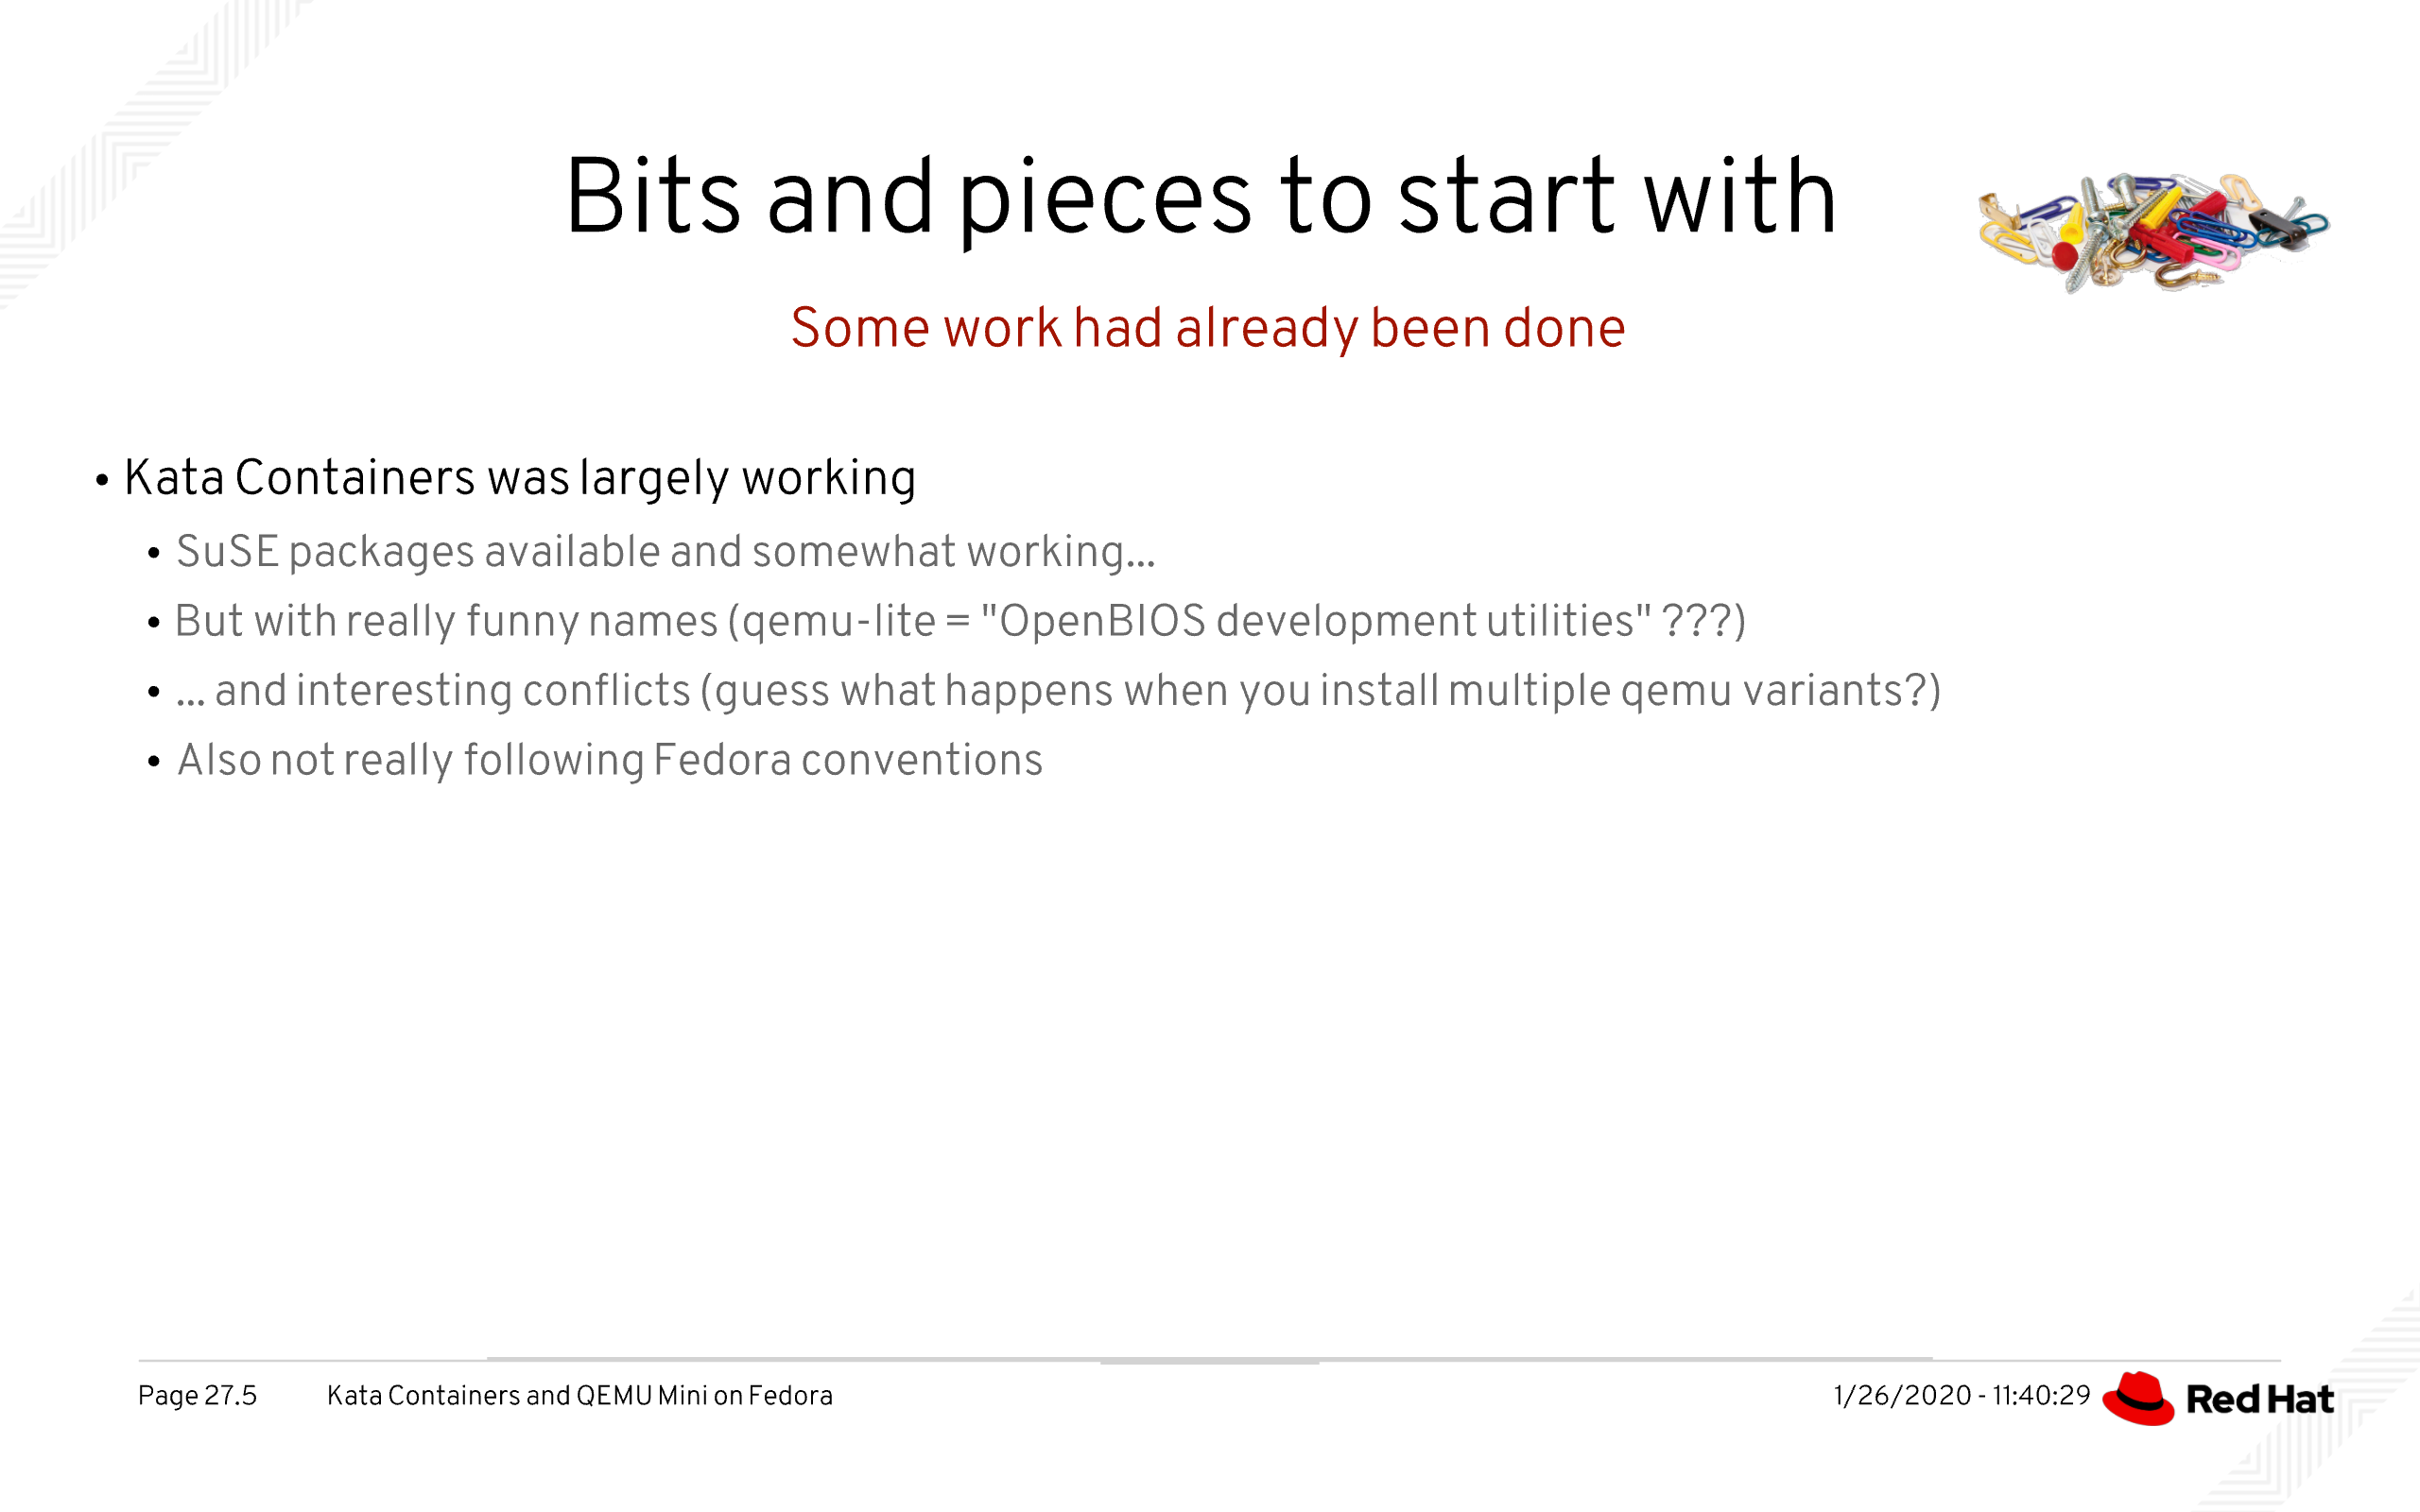 Bits and pieces to start with
Some work had already been done
• Kata Containers was largely working
• SuSE packages available and somewhat working...
• But with really funny names (qemu-lite = "OpenBIOS development utilities" ???)
• ... and interesting conflicts (guess what happens when you install multiple qemu variants?)
• Also not really following Fedora conventions
Page 27.5 Kata Containers and QEMU Mini on Fedora 1/26/2020 - 11:40:29 Red Hat